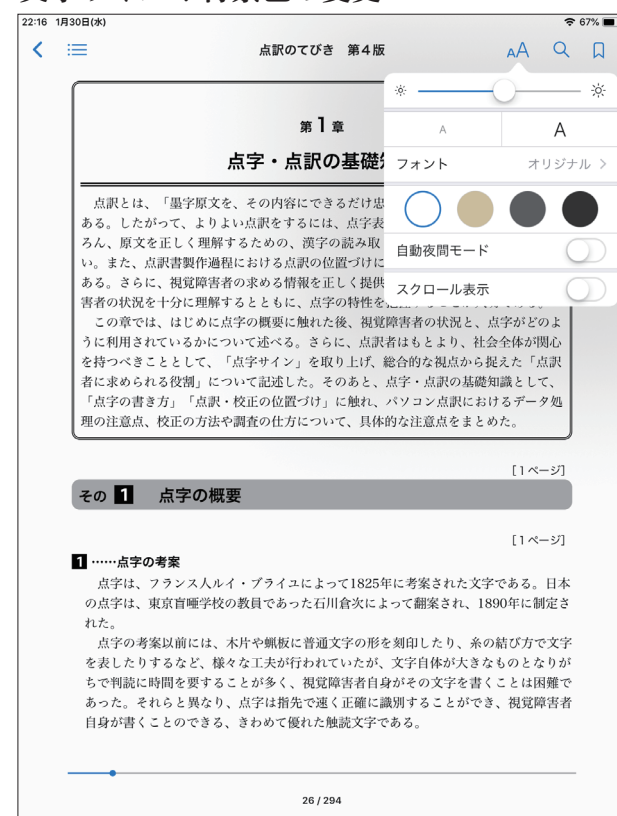 22:16 1月30日(水)
67%
点訳のてびき 第4版
AA
A
A
フォント
オリジナル >
自動夜間モード
スクロール表示
第1章
点字・点訳の基礎
点訳とは、「墨字原文を、その内容にできるだけ忠
ある。したがって、よりよい点訳をするには、点字表
ろん、原文を正しく理解するための、漢字の読み取
い。また、点訳書製作過程における点訳の位置づけに
ある。さらに、視覚障害者の求める情報を正しく提供
害者の状況を十分に理解するとともに、点字の特性を
この章では、はじめに点字の概要に触れた後、視覚障害者の状況と、点字がどのよ
うに利用されているかについて述べる。さらに、点訳者はもとより、社会全体が関心
を持つべきこととして、「点字サイン」を取り上げ、総合的な視点から捉えた「点訳
者に求められる役割」について記述した。そのあと、点字・点訳の基礎知識として、
「点字の書き方」「点訳・校正の位置づけ」に触れ、パソコン点訳におけるデータ処
理の注意点、校正の方法や調査の仕方について、具体的な注意点をまとめた。
[1ページ]
その 1 点字の概要
[1ページ]
1 ……点字の考案
点字は、フランス人ルイ・ブライユによって1825年に考案された文字である。日本
の点字は、東京盲唖学校の教員であった石川倉次によって翻案され、1890年に制定さ
れた。
点字の考案以前には、木片や蝋板に普通文字の形を刻印したり、糸の結び方で文字
を表したりするなど、様々な工夫が行われていたが、文字自体が大きなものとなりが
ちで判読に時間を要することが多く、視覚障害者自身がその文字を書くことは困難で
あった。それらと異なり、点字は指先で速く正確に識別することができ、視覚障害者
自身が書くことのできる、きわめて優れた触読文字である。
26 / 294